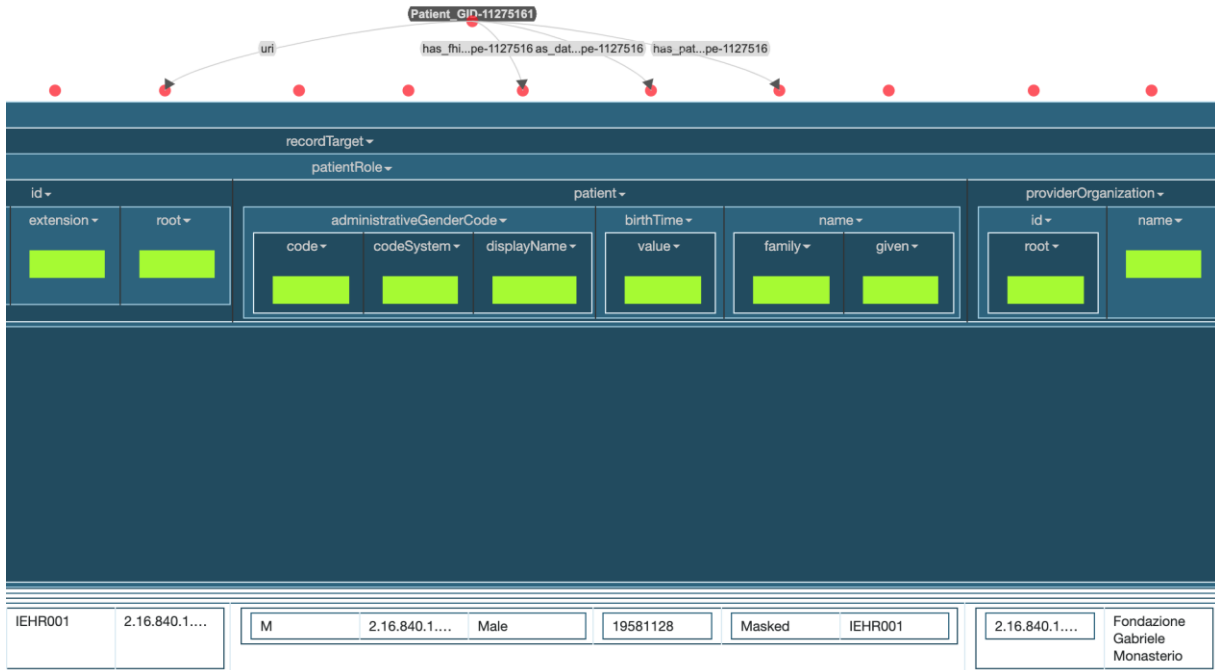 Patient_GID-11275161
uri
has_fhi...pe-1127516
as_dat...pe-1127516
has_pat...pe-1127516
recordTarget
patientRole
id
patient
providerOrganization
extension
root
administrativeGenderCode
birthTime
name
id
name
code
codeSystem
displayName
value
family
given
root
IEHR001
2.16.840.1....
M
2.16.840.1....
Male
19581128
Masked
IEHR001
2.16.840.1....
Fondazione
Gabriele
Monasterio